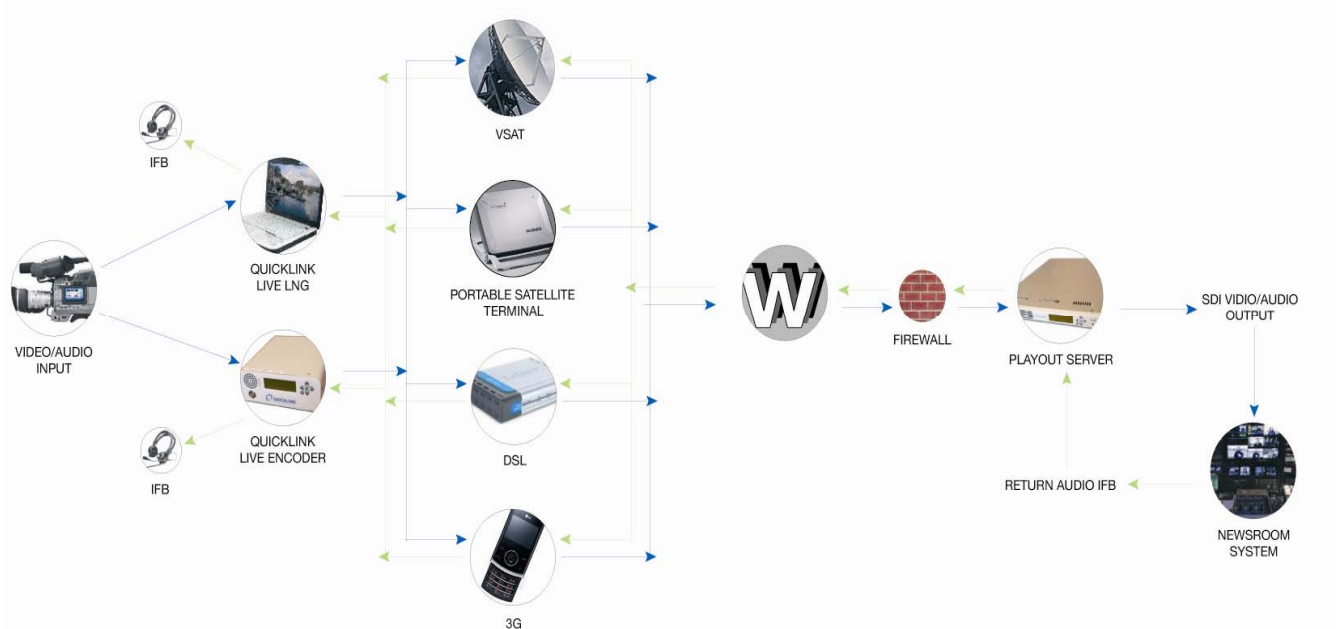 VSAT
IFB
QUICKLINK
LIVE LNG
PORTABLE SATELLITE
TERMINAL
VIDEO/AUDIO
INPUT
W
FIREWALL
PLAYOUT SERVER
SDI VIDIO/AUDIO
OUTPUT
QUICKLINK
LIVE ENCODER
IFB
DSL
RETURN AUDIO IFB
NEWSROOM
SYSTEM
3G